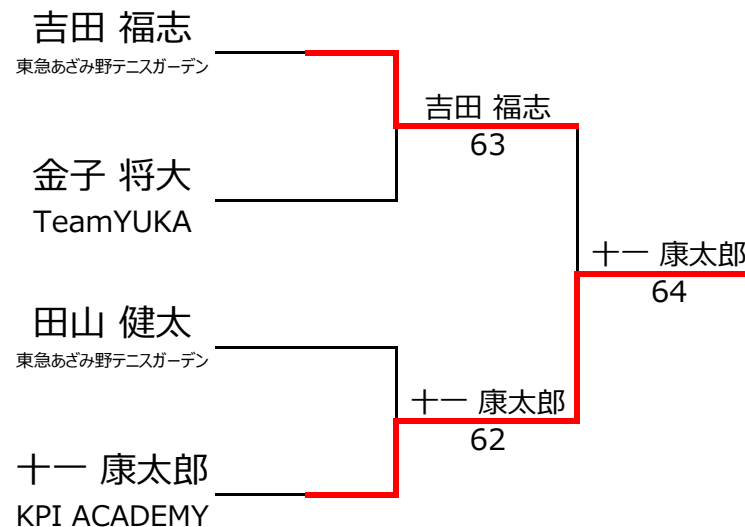 吉田 福志
東急あざみ野テニスガーデン
吉田 福志
63
金子 将大
TeamYUKA
十一 康太郎
64
田山 健太
東急あざみ野テニスガーデン
十一 康太郎
62
十一 康太郎
KPI ACADEMY